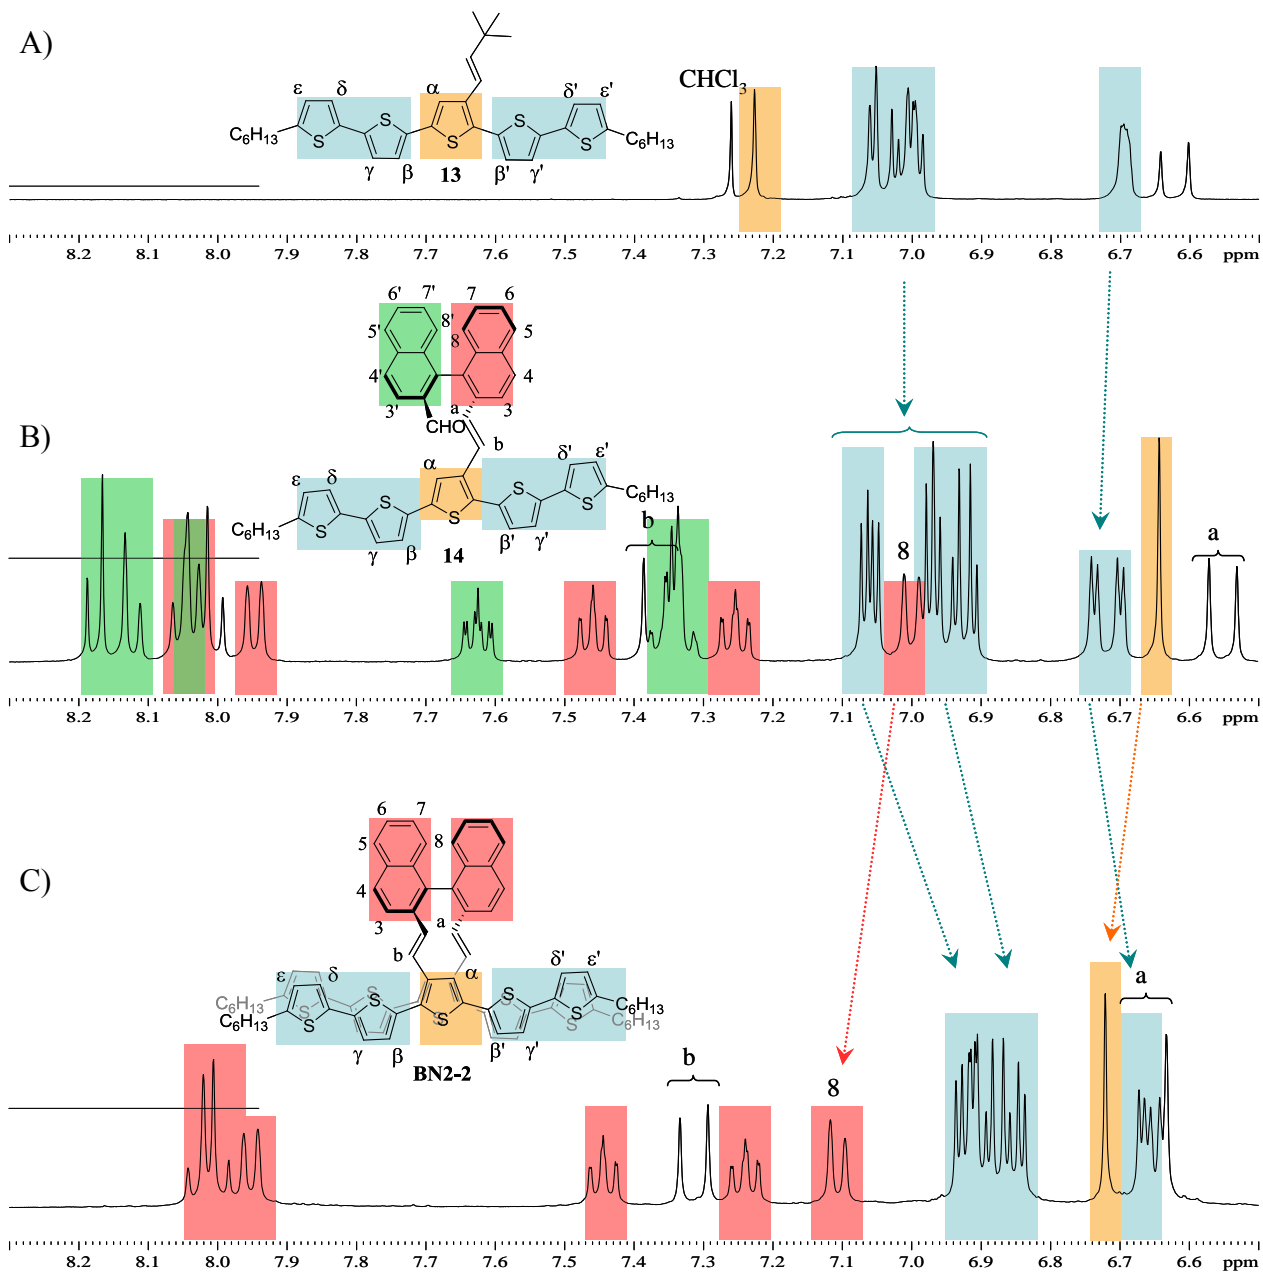 A)
ε δ α δ' ε'
C6H13 S S S S S C6H13
γ β 13 β' γ'
CHCl3
8.2 8.1 8.0 7.9 7.8 7.7 7.6 7.5 7.4 7.3 7.2 7.1 7.0 6.9 6.8 6.7 6.6 ppm
B)
6' 7' 7 6
5' 8' 8 5
4' 4
3' a 3
CHO b
ε δ α δ' ε'
C6H13 S S S S S C6H13
γ β 14 β' γ'
b 8 a
8.2 8.1 8.0 7.9 7.8 7.7 7.6 7.5 7.4 7.3 7.2 7.1 7.0 6.9 6.8 6.7 6.6 ppm
C)
6 7
5 8
4
3 a
b α
ε δ δ' ε'
C6H13 S S S S S C6H13
C6H13 S S S S S C6H13
γ β β' γ'
BN2-2
b 8 a
8.2 8.1 8.0 7.9 7.8 7.7 7.6 7.5 7.4 7.3 7.2 7.1 7.0 6.9 6.8 6.7 6.6 ppm